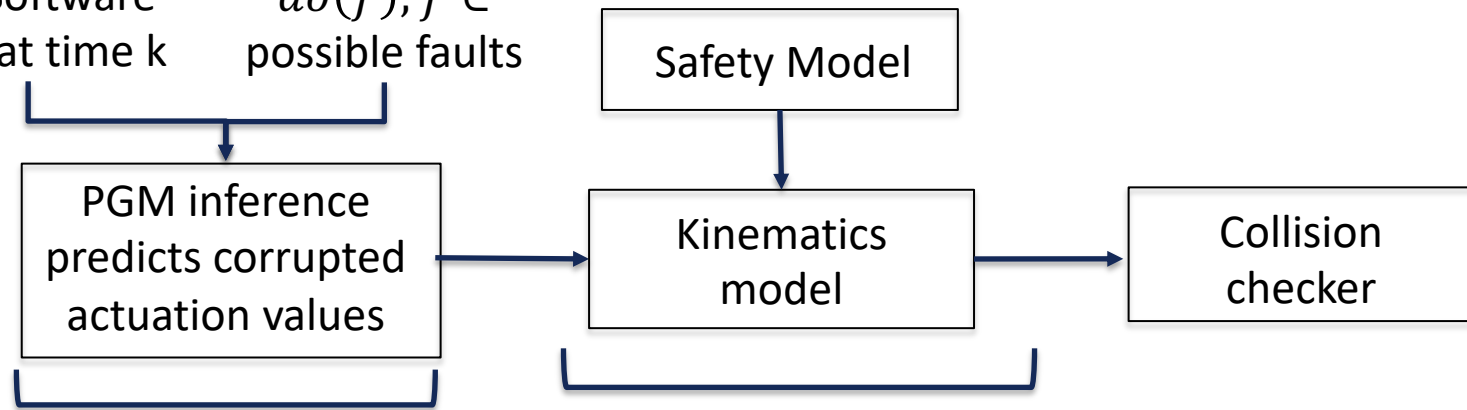 at time k
possible faults
Safety Model
PGM inference
predicts corrupted
actuation values
Kinematics
model
Collision
checker